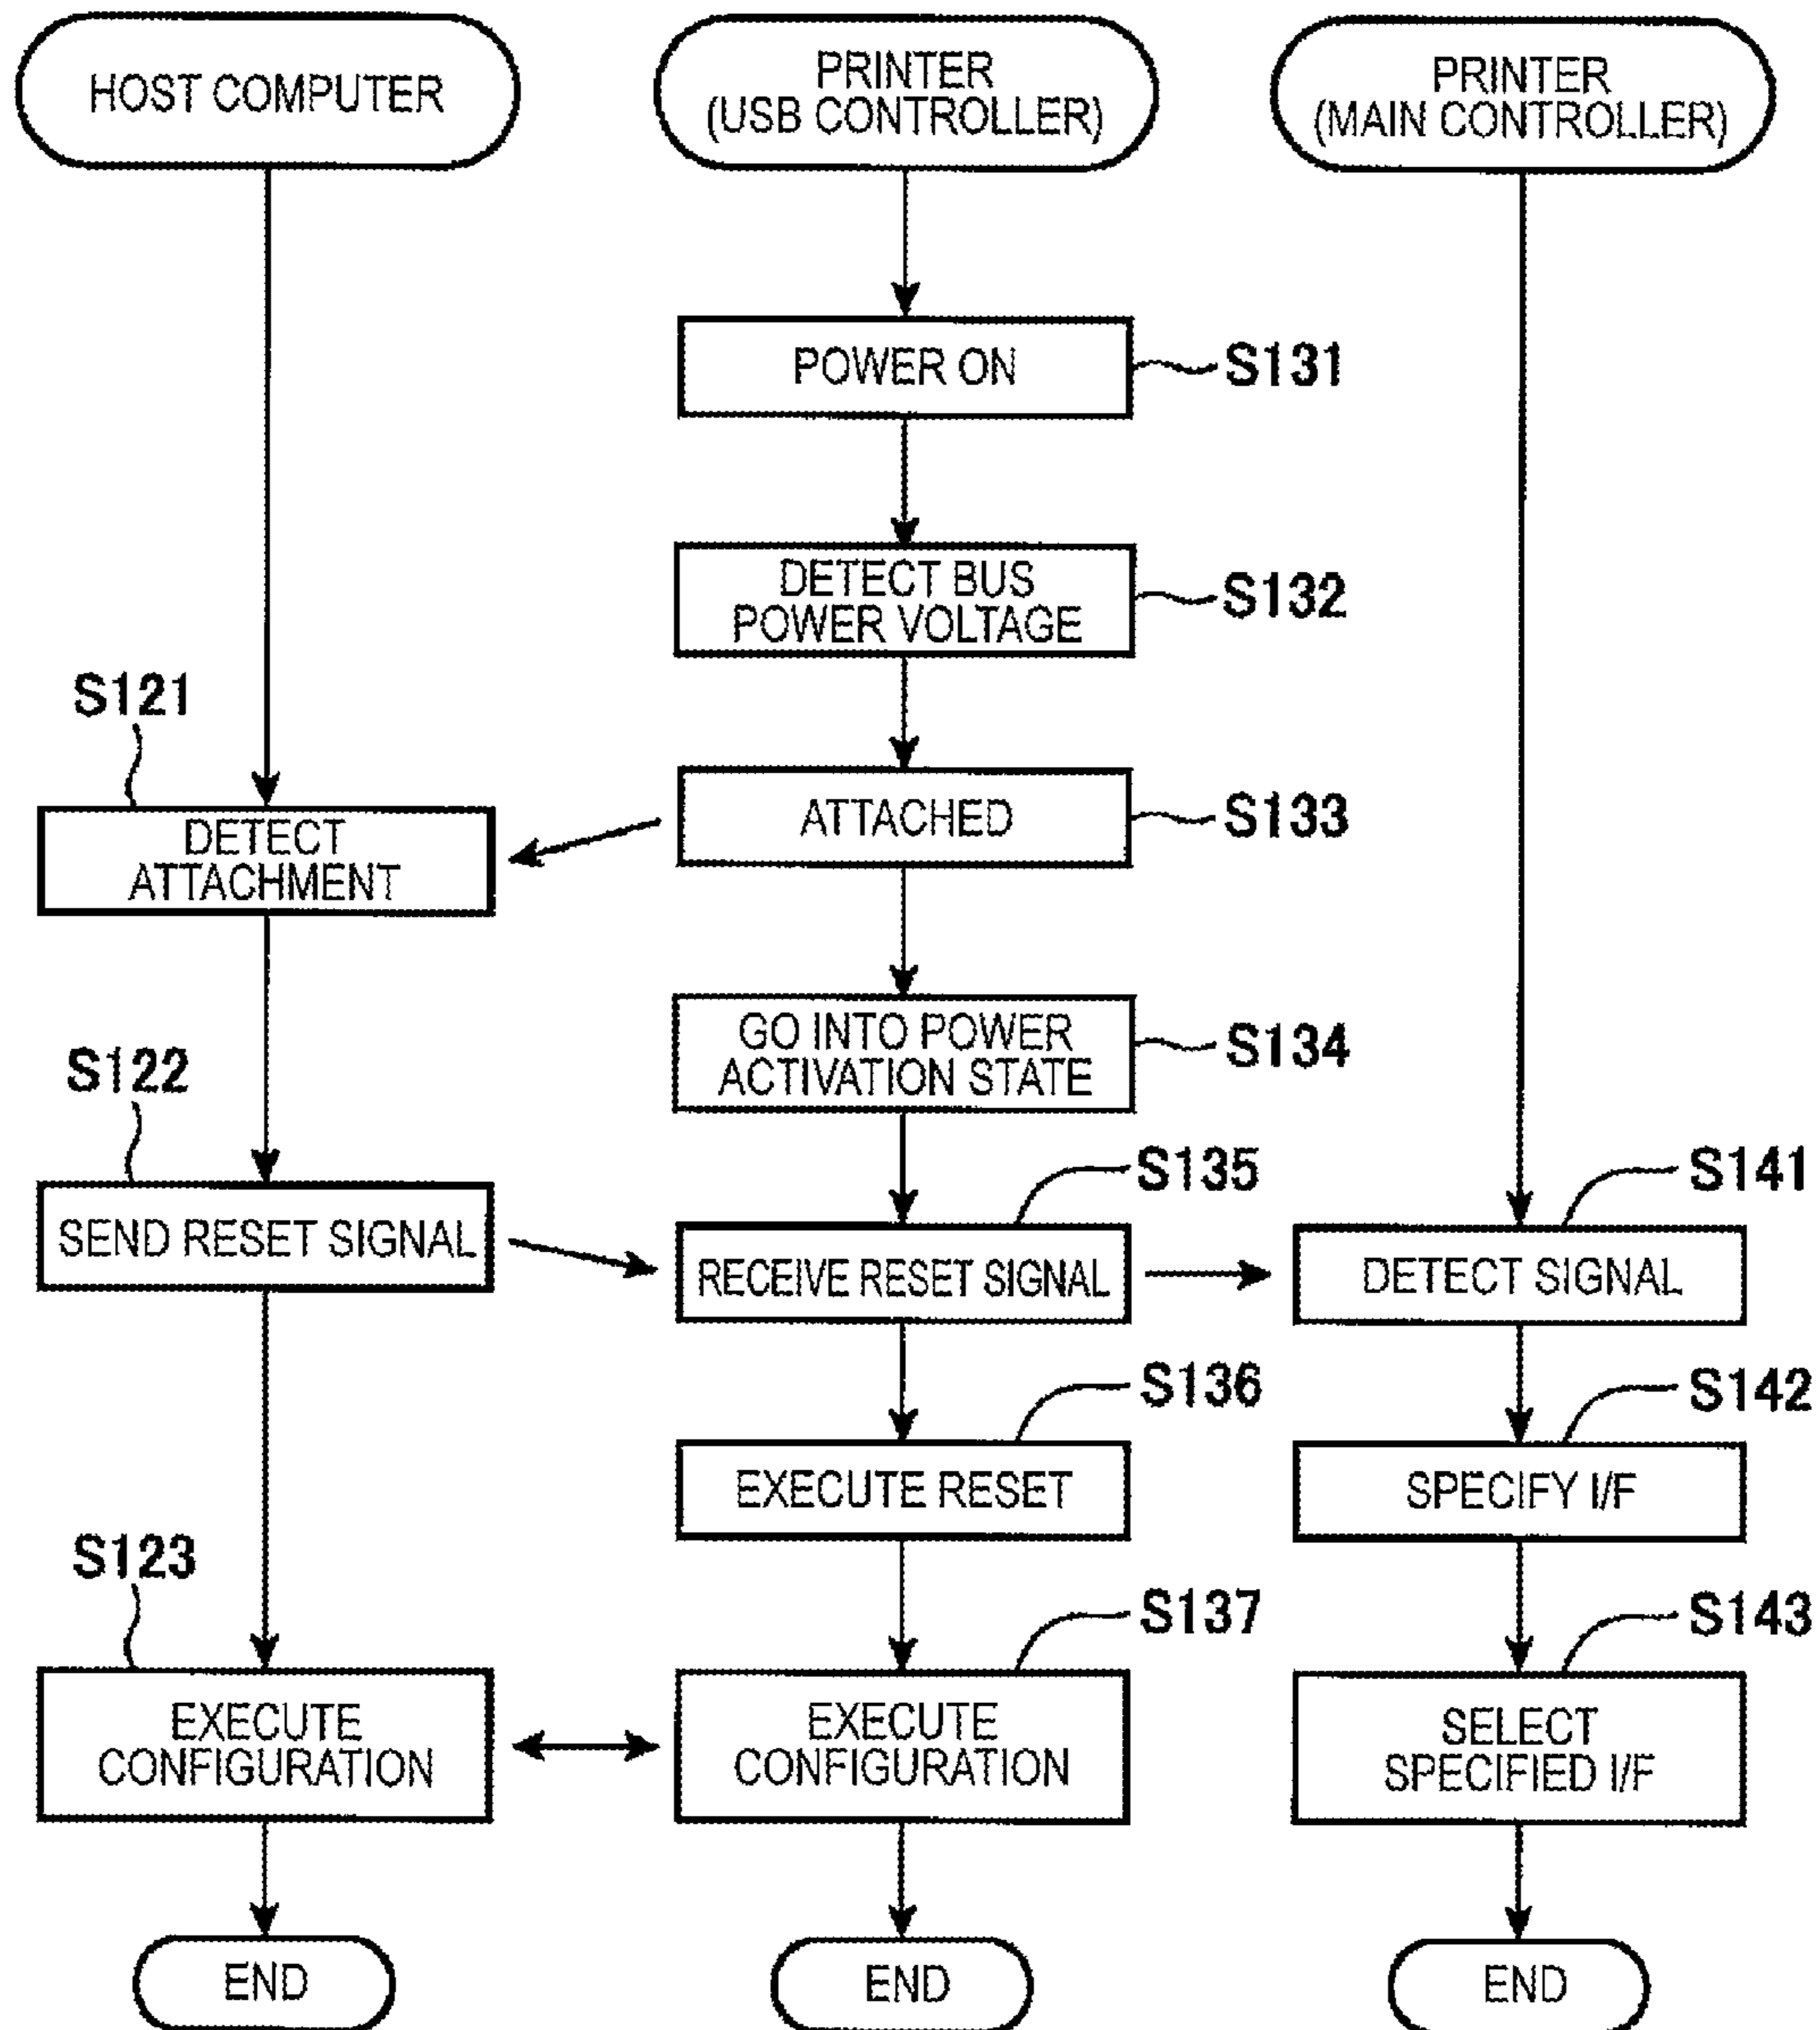 HOST COMPUTER
PRINTER
(USB CONTROLLER)
PRINTER
(MAIN CONTROLLER)
POWER ON
S131
DETECT BUS
POWER VOLTAGE
S132
S121
DETECT
ATTACHMENT
ATTACHED
S133
GO INTO POWER
ACTIVATION STATE
S134
S122
SEND RESET SIGNAL
S135
RECEIVE RESET SIGNAL
S141
DETECT SIGNAL
S136
EXECUTE RESET
S142
SPECIFY I/F
S123
EXECUTE
CONFIGURATION
S137
EXECUTE
CONFIGURATION
S143
SELECT
SPECIFIED I/F
END
END
END